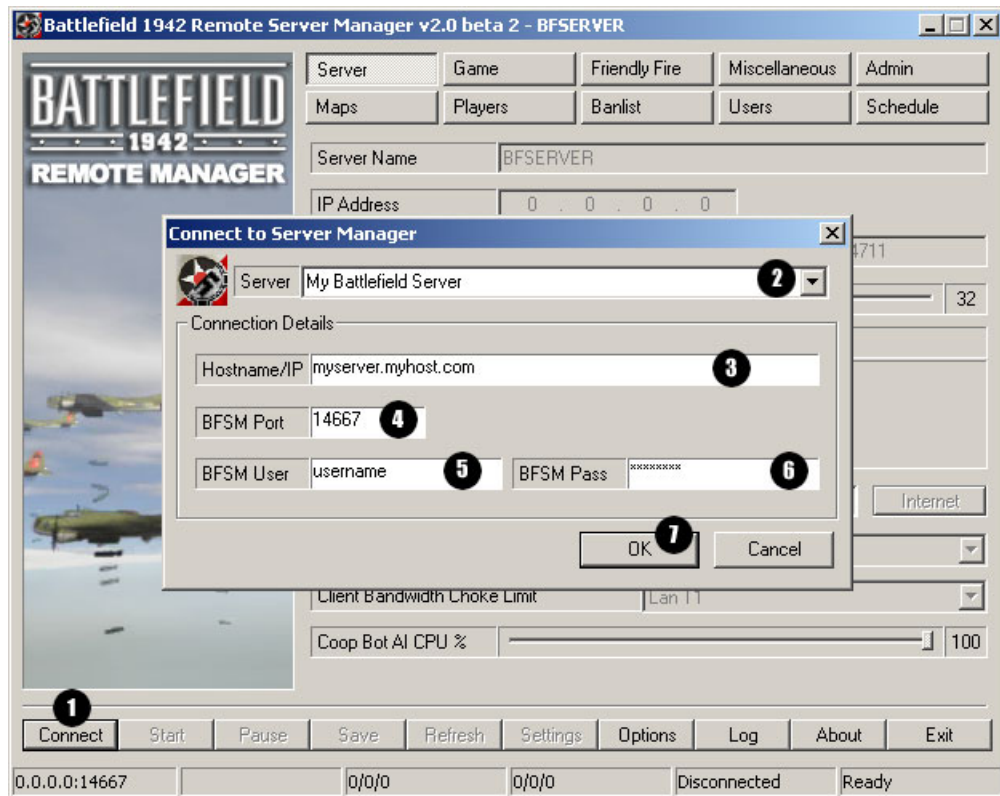 Battlefield 1942 Remote Server Manager v2.0 beta 2 - BFSERVER
BATTLEFIELD
1942
REMOTE MANAGER
Server Game Friendly Fire Miscellaneous Admin
Maps Players Banlist Users Schedule
Server Name BFSERVER
IP Address 0 . 0 . 0 . 0
4711
32
Connect to Server Manager
Server My Battlefield Server 2
Connection Details
Hostname/IP myserver.myhost.com 3
BFSM Port 14667 4
BFSM User username 5 BFSM Pass ******** 6
Internet
OK 7 Cancel
Client Bandwidth Choke Limit Lan T1
Coop Bot AI CPU % 100
1
Connect Start Pause Save Refresh Settings Options Log About Exit
0.0.0.0:14667 0/0/0 0/0/0 Disconnected Ready